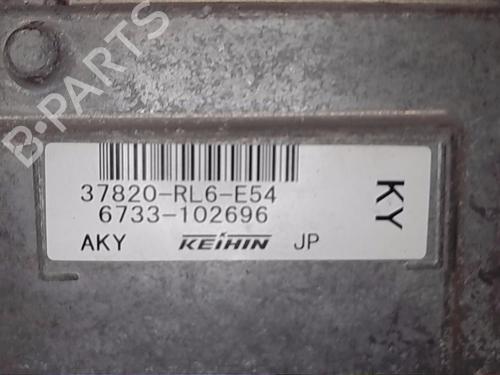 B-PARTS
37820-RL6-E54
6733-102696
AKY KEIHIN JP
KY